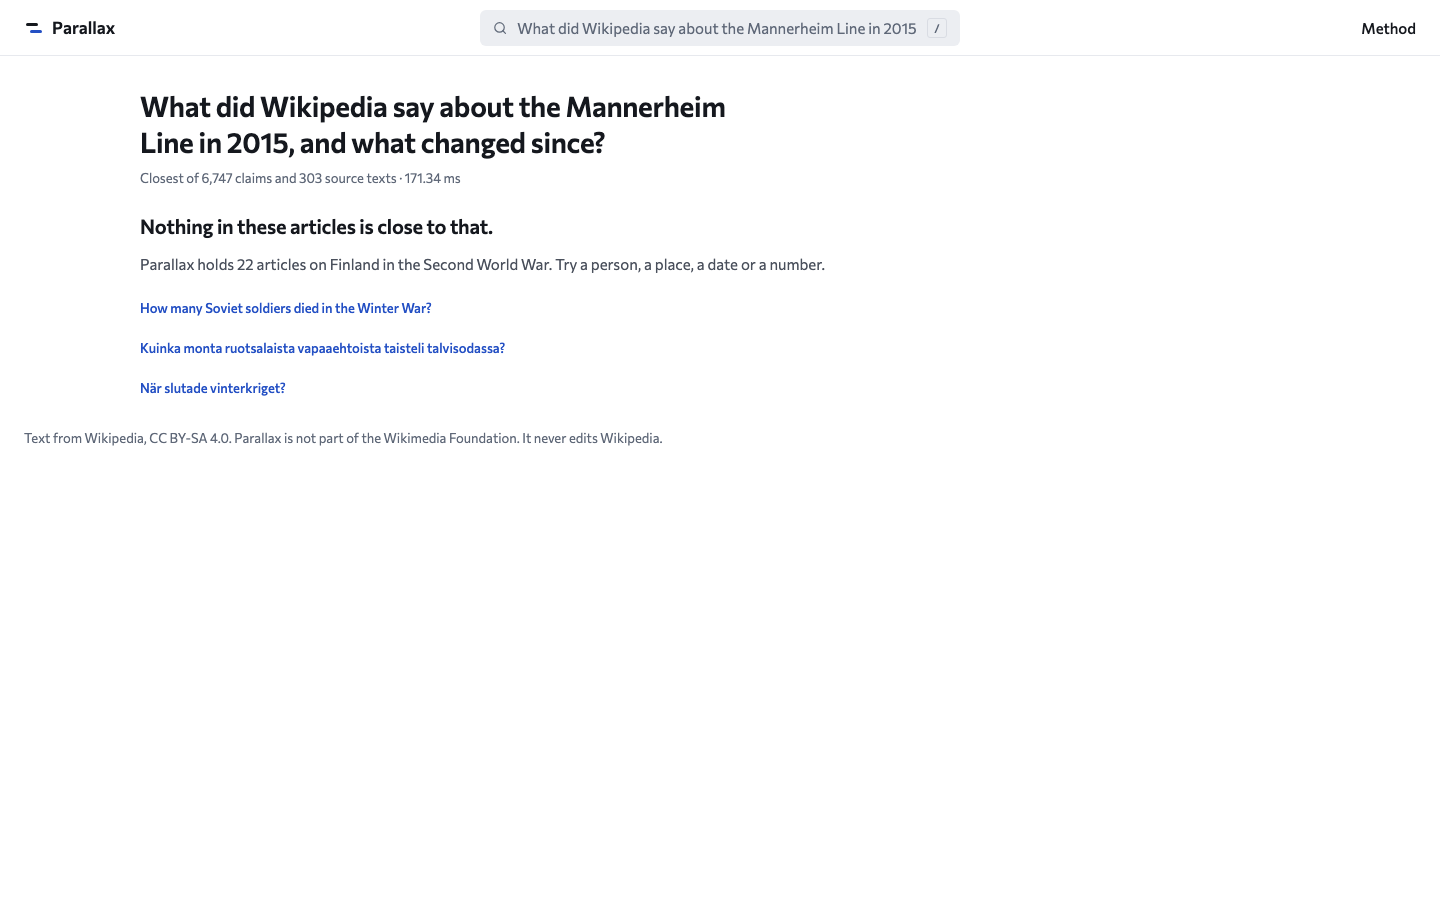 Parallax
What did Wikipedia say about the Mannerheim Line in 2015
/
Method
What did Wikipedia say about the Mannerheim
Line in 2015, and what changed since?
Closest of 6,747 claims and 303 source texts · 171.34 ms
Nothing in these articles is close to that.
Parallax holds 22 articles on Finland in the Second World War. Try a person, a place, a date or a number.
How many Soviet soldiers died in the Winter War?
Kuinka monta ruotsalaista vapaaehtoista taisteli talvisodassa?
När slutade vinterkriget?
Text from Wikipedia, CC BY-SA 4.0. Parallax is not part of the Wikimedia Foundation. It never edits Wikipedia.